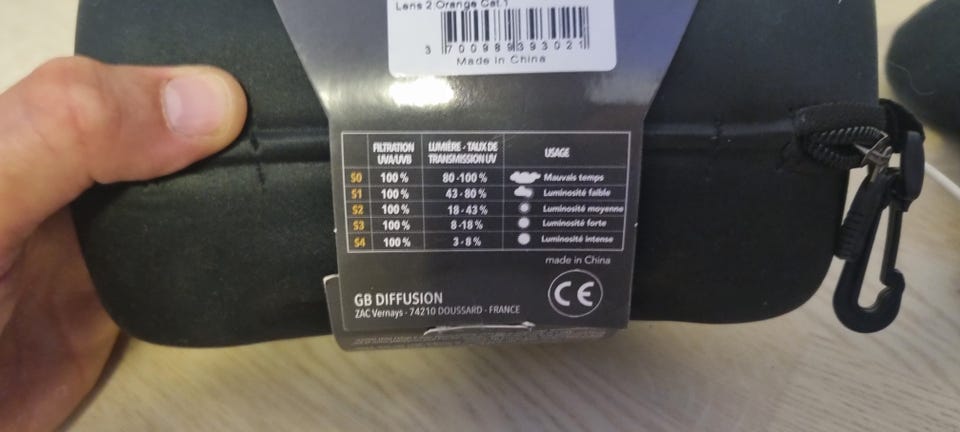 Lens 2 Orange Cat.1
3 700989 393021
Made in China
FILTRATION UVA/UVB LUMIÈRE - TAUX DE TRANSMISSION UV USAGE
S0 100 % 80-100 % Mauvais temps
S1 100 % 43 - 80 % Luminosité faible
S2 100 % 18 - 43 % Luminosité moyenne
S3 100 % 8 -18 % Luminosité forte
S4 100 % 3 - 8 % Luminosité intense
made in China
CE
GB DIFFUSION
ZAC Vernays - 74210 DOUSSARD - FRANCE